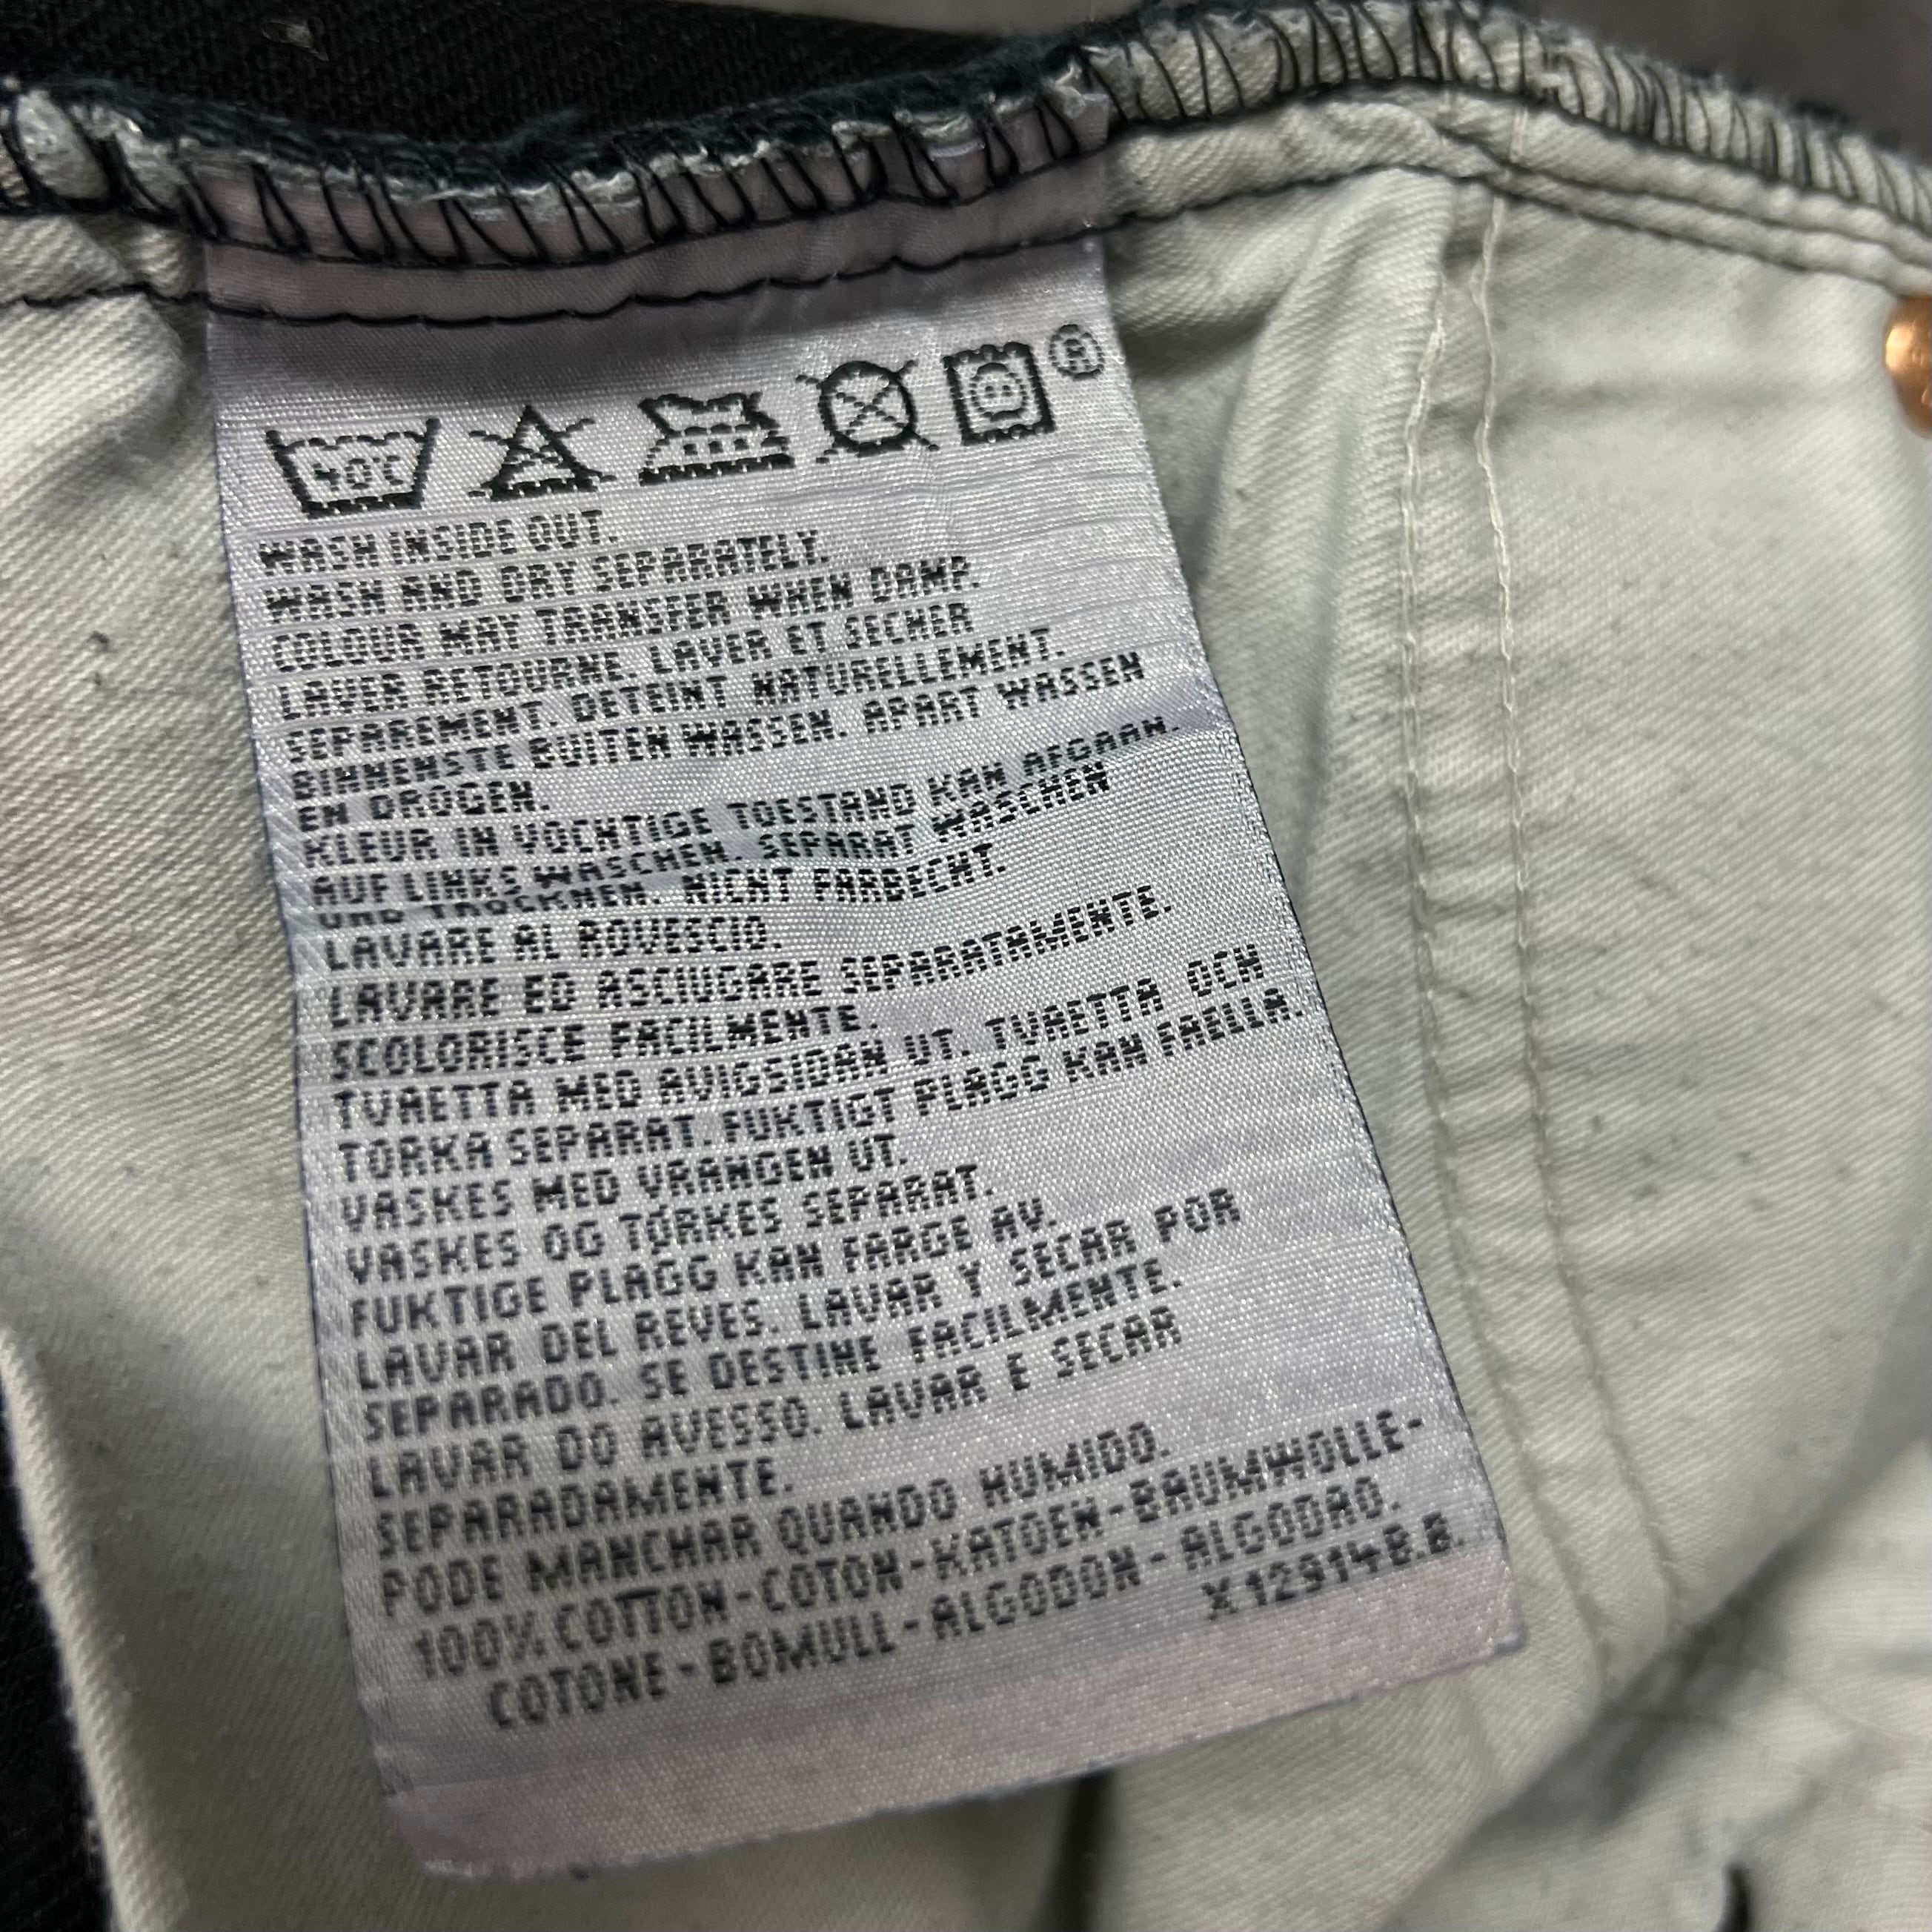 40°C
®
WASH INSIDE OUT.
WASH AND DRY SEPARATELY.
COLOUR MAY TRANSFER WHEN DAMP.
LAVER RETOURNE. LAVER ET SECHER
SEPAREMENT. DETEINT NATURELLEMENT.
BINNENSTE BUITEN WASSEN. APART WASSEN
EN DROGEN.
KLEUR IN VOCHTIGE TOESTAND KAN AFGAAN.
AUF LINKS WASCHEN. SEPARAT WASCHEN
UND TROCKNEN. NICHT FARBECHT.
LAVARE AL ROVESCIO.
LAVARE ED ASCIUGARE SEPARATAMENTE.
SCOLORISCE FACILMENTE.
TVAETTA MED AVIGSIDAN UT. TVAETTA OCH
TORKA SEPARAT. FUKTIGT PLAGG KAN FAELLA.
VASKES MED VRANGEN UT.
VASKES OG TØRKES SEPARAT.
FUKTIGE PLAGG KAN FARGE AV.
LAVAR DEL REVES. LAVAR Y SECAR POR
SEPARADO. SE DESTINE FACILMENTE.
LAVAR DO AVESSO. LAVAR E SECAR
SEPARADAMENTE.
PODE MANCHAR QUANDO HUMIDO.
100% COTTON-COTON-KATOEN-BAUMWOLLE-
COTONE-BOMULL-ALGODON-ALGODAO.
X129148.B.